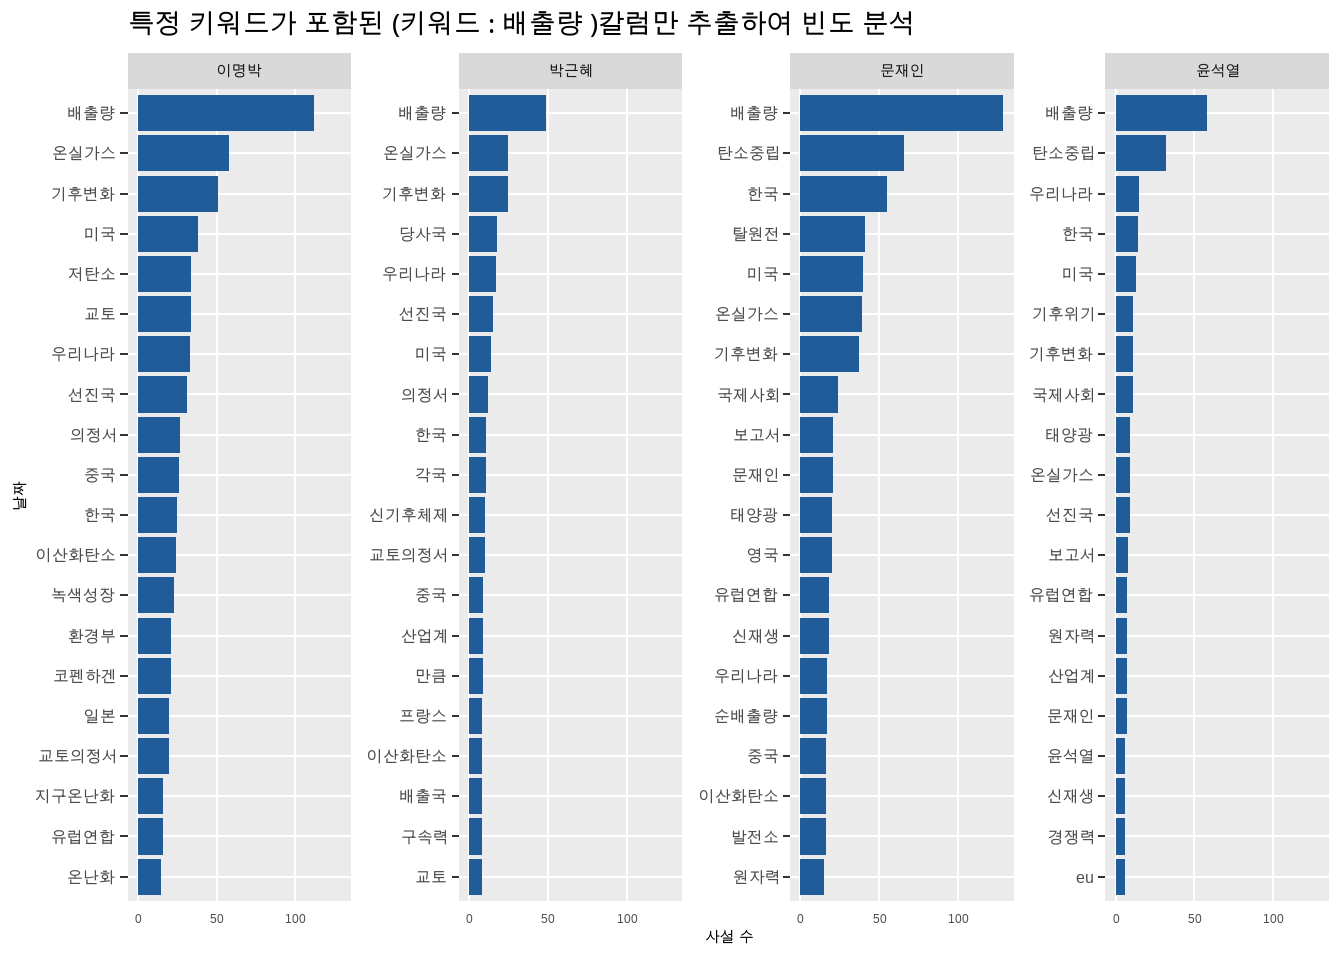 특정 키워드가 포함된 (키워드 : 배출량 )칼럼만 추출하여 빈도 분석
이명박
배출량
온실가스
기후변화
미국
저탄소
교토
우리나라
선진국
의정서
중국
한국
이산화탄소
녹색성장
환경부
코펜하겐
일본
교토의정서
지구온난화
유럽연합
온난화
0 50 100
박근혜
배출량
온실가스
기후변화
당사국
우리나라
선진국
미국
의정서
한국
각국
신기후체제
교토의정서
중국
산업계
만큼
프랑스
이산화탄소
배출국
구속력
교토
0 50 100
문재인
배출량
탄소중립
한국
탈원전
미국
온실가스
기후변화
국제사회
보고서
문재인
태양광
영국
유럽연합
신재생
우리나라
순배출량
중국
이산화탄소
발전소
원자력
0 50 100
윤석열
배출량
탄소중립
우리나라
한국
미국
기후위기
기후변화
국제사회
태양광
온실가스
선진국
보고서
유럽연합
원자력
산업계
문재인
윤석열
신재생
경쟁력
eu
0 50 100
날짜
사설 수